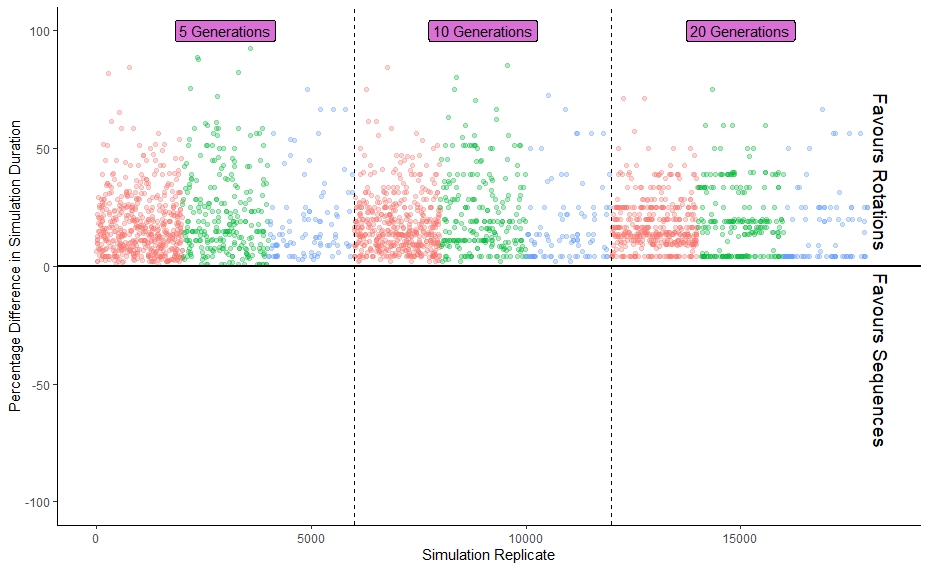 5 Generations
10 Generations
20 Generations
100
50
0
-50
-100
Percentage Difference in Simulation Duration
Favours Rotations
Favours Sequences
0
5000
10000
15000
Simulation Replicate